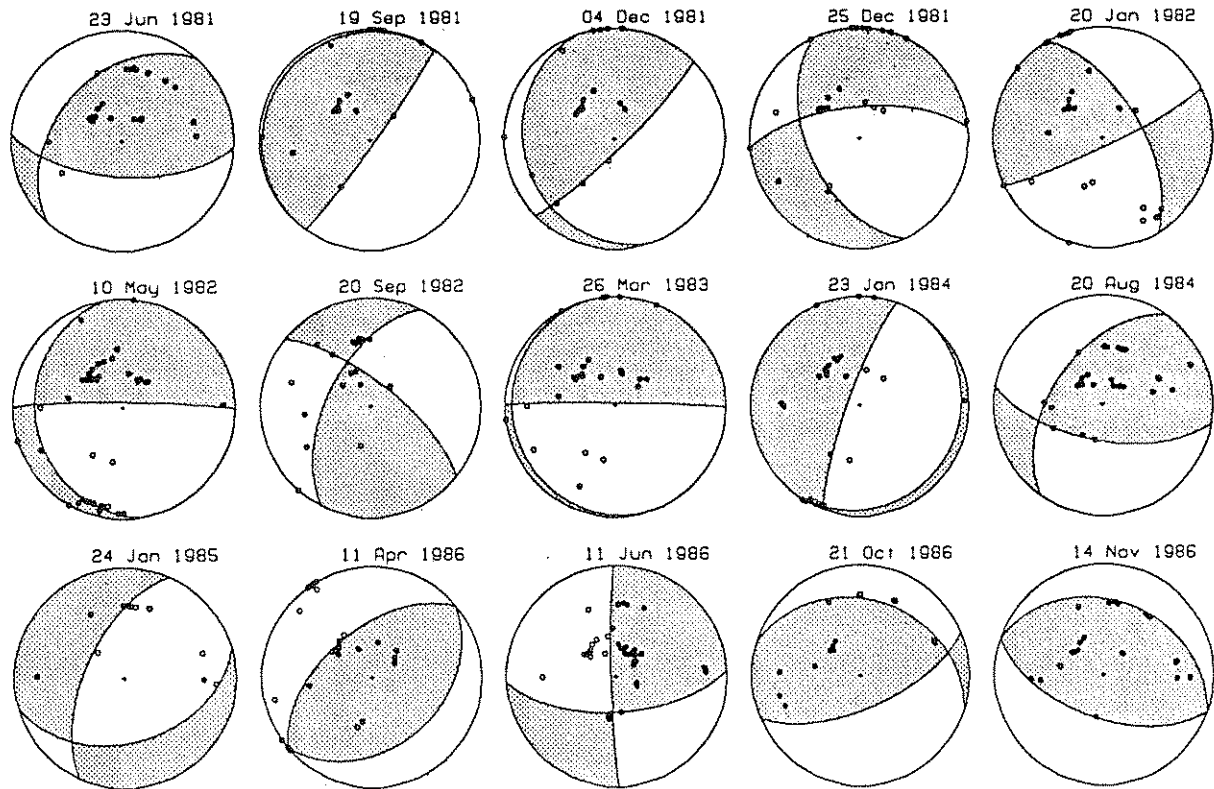 23 Jun 1981
19 Sep 1981
04 Dec 1981
25 Dec 1981
20 Jan 1982
10 May 1982
20 Sep 1982
26 Mar 1983
23 Jan 1984
20 Aug 1984
24 Jan 1985
11 Apr 1986
11 Jun 1986
21 Oct 1986
14 Nov 1986